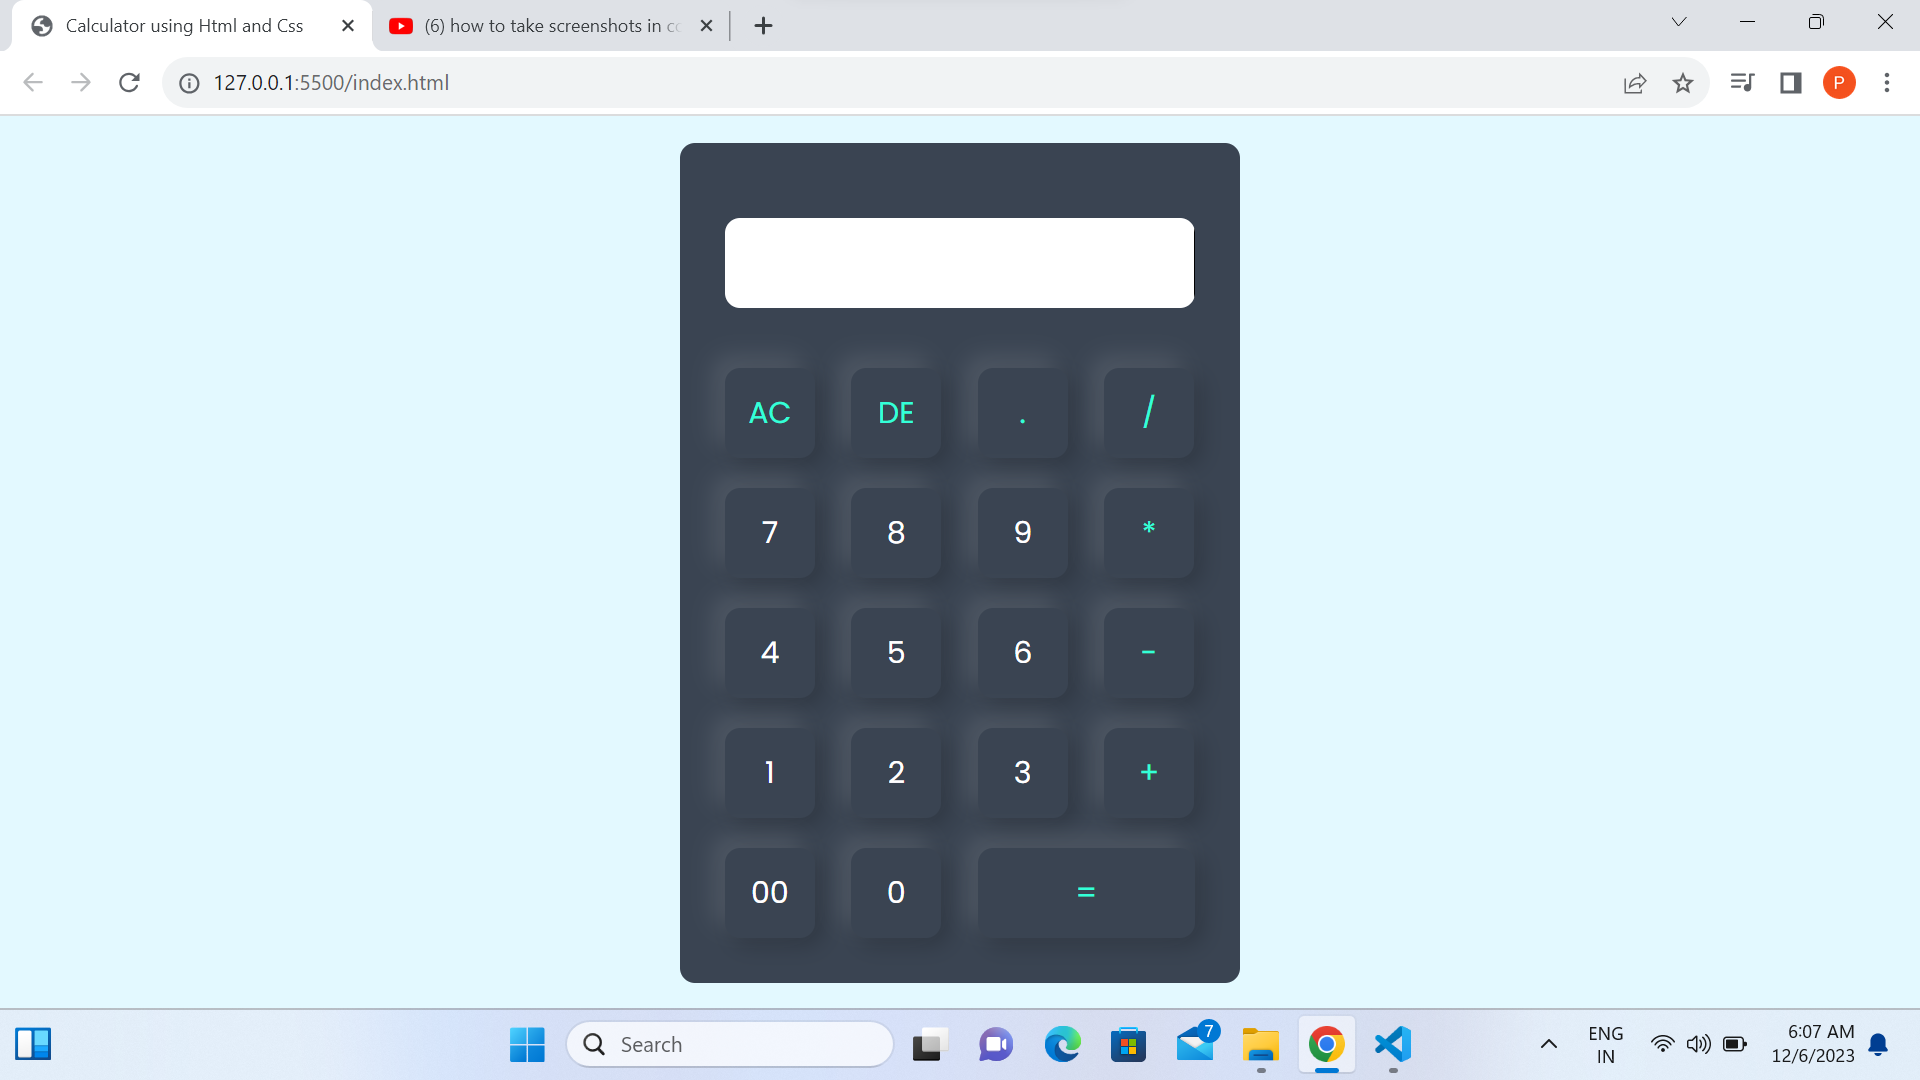 Calculator using Html and Css
(6) how to take screenshots in co
127.0.0.1:5500/index.html
P
AC DE . /
7 8 9 *
4 5 6 -
1 2 3 +
00 0 =
Search
7
ENG
IN
6:07 AM
12/6/2023